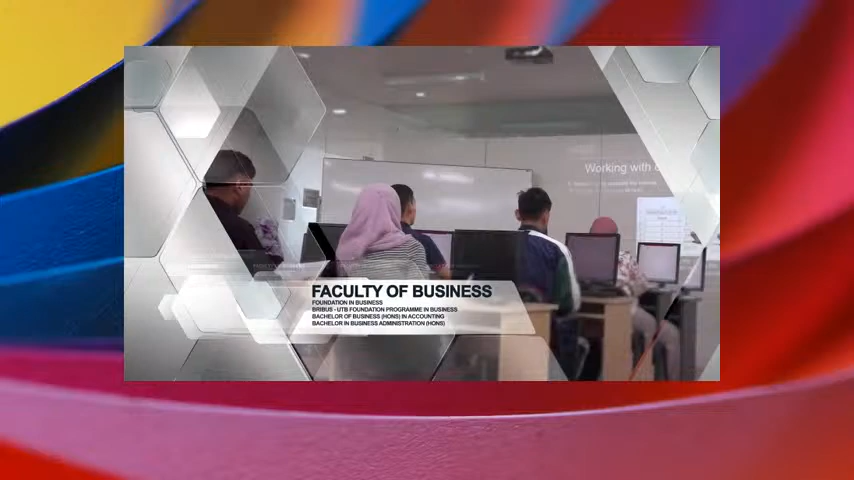 Working with
FACULTY OF BUSINESS
FOUNDATION IN BUSINESS
BRIBUS - UTB FOUNDATION PROGRAMME IN BUSINESS
BACHELOR OF BUSINESS (HONS) IN ACCOUNTING
BACHELOR IN BUSINESS ADMINISTRATION (HONS)